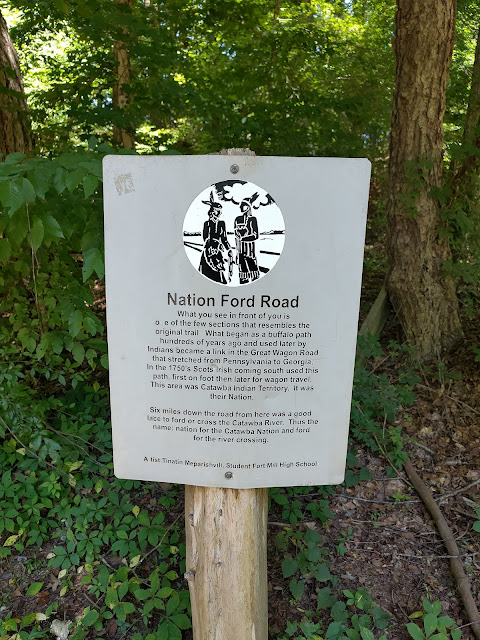 Nation Ford Road
What you see in front of you is
o e of the few sections that resembles the
original trail. What began as a buffalo path
hundreds of years ago and used later by
Indians became a link in the Great Wagon Road
that stretched from Pennsylvania to Georgia.
In the 1750's Scots Irish coming south used this
path, first on foot then later for wagon travel.
This area was Catawba Indian Territory. It was
their Nation.
Six miles down the road from here was a good
lace to ford or cross the Catawba River. Thus the
name: nation for the Catawba Nation and ford
for the river crossing.
A tist Tinatin Meparishvili, Student Fort Mill High School